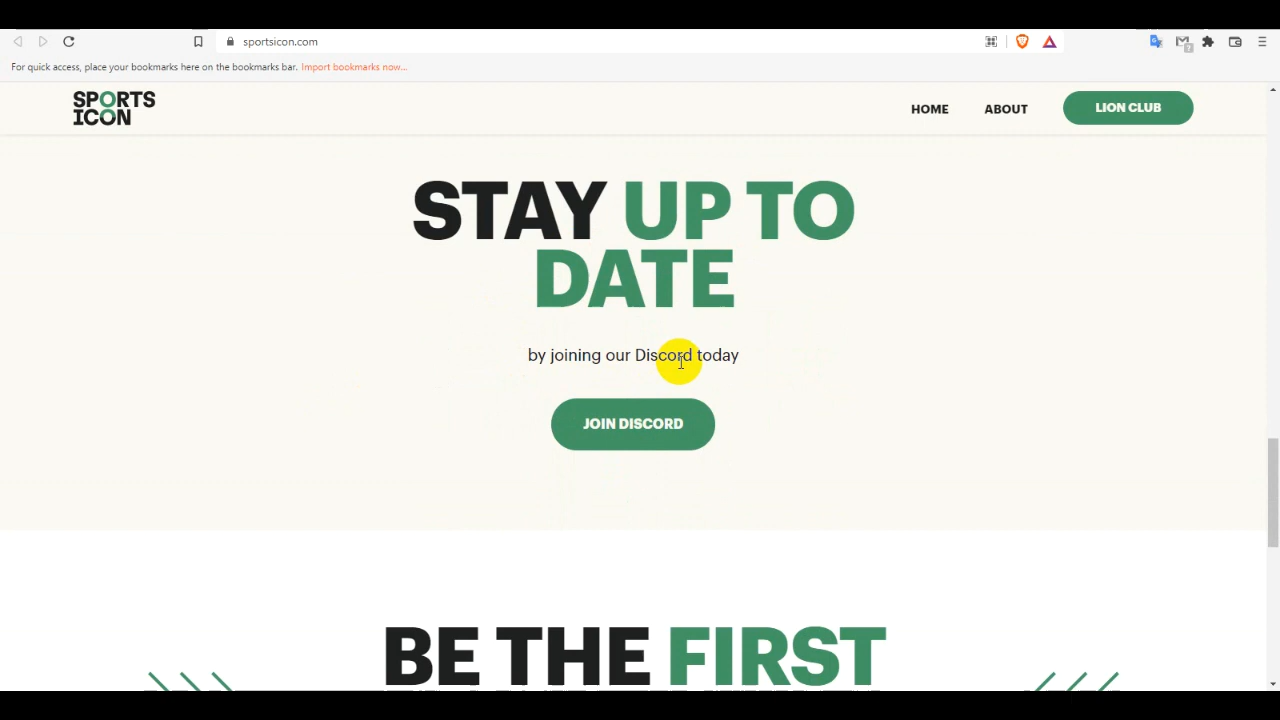 sportsicon.com
For quick access, place your bookmarks here on the bookmarks bar. Import bookmarks now...
SPORTS
ICON
HOME
ABOUT
LION CLUB
STAY UP TO
DATE
by joining our Discord today
JOIN DISCORD
BE THE FIRST